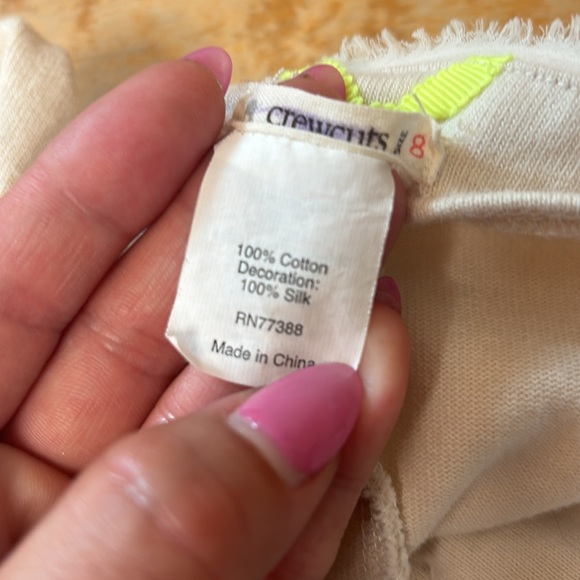 crewcuts
SIZE 8
100% Cotton
Decoration:
100% Silk
RN77388
Made in China